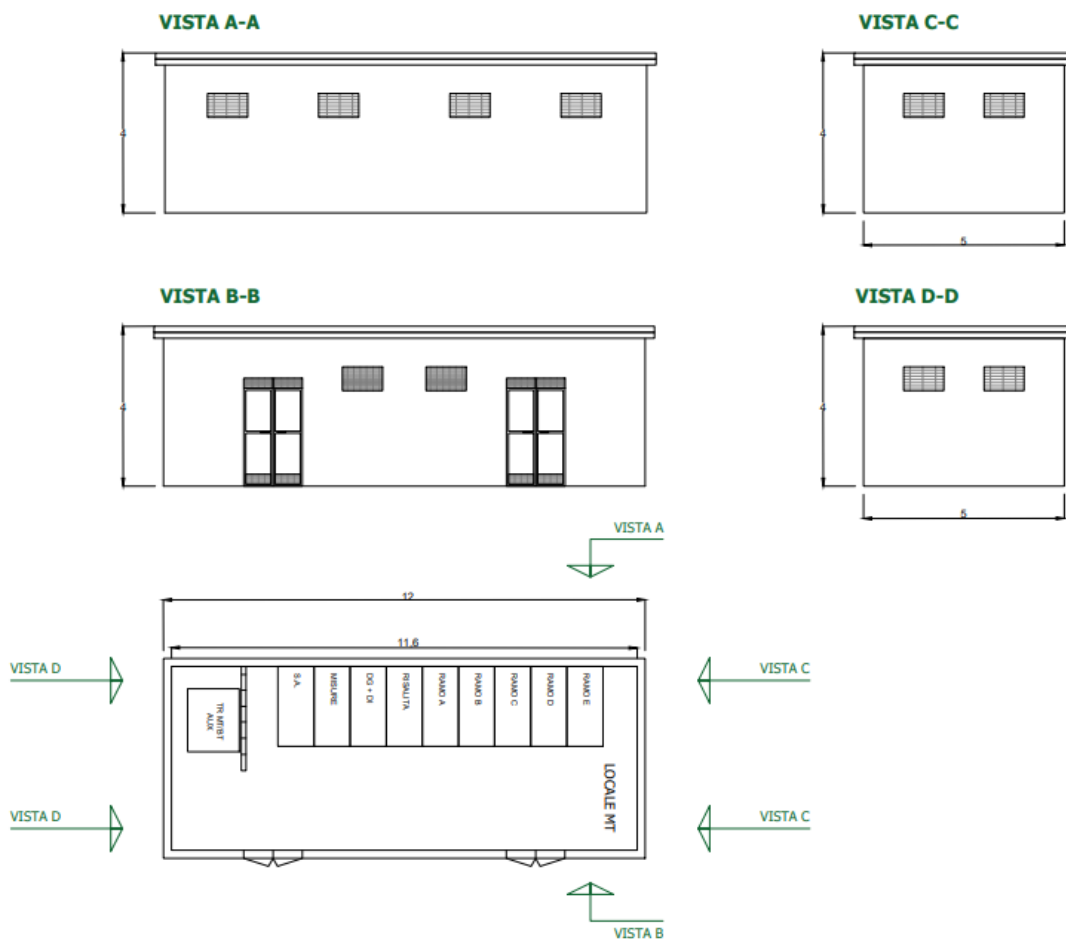 VISTA A-A
VISTA C-C
4
4
5
VISTA B-B
VISTA D-D
4
4
5
VISTA A
12
11.6
VISTA D
VISTA C
S.A.
MISURE
DG + DI
RISALITA
RAMO A
RAMO B
RAMO C
RAMO D
RAMO E
TR MT/BT
AUX
LOCALE MT
VISTA D
VISTA C
VISTA B